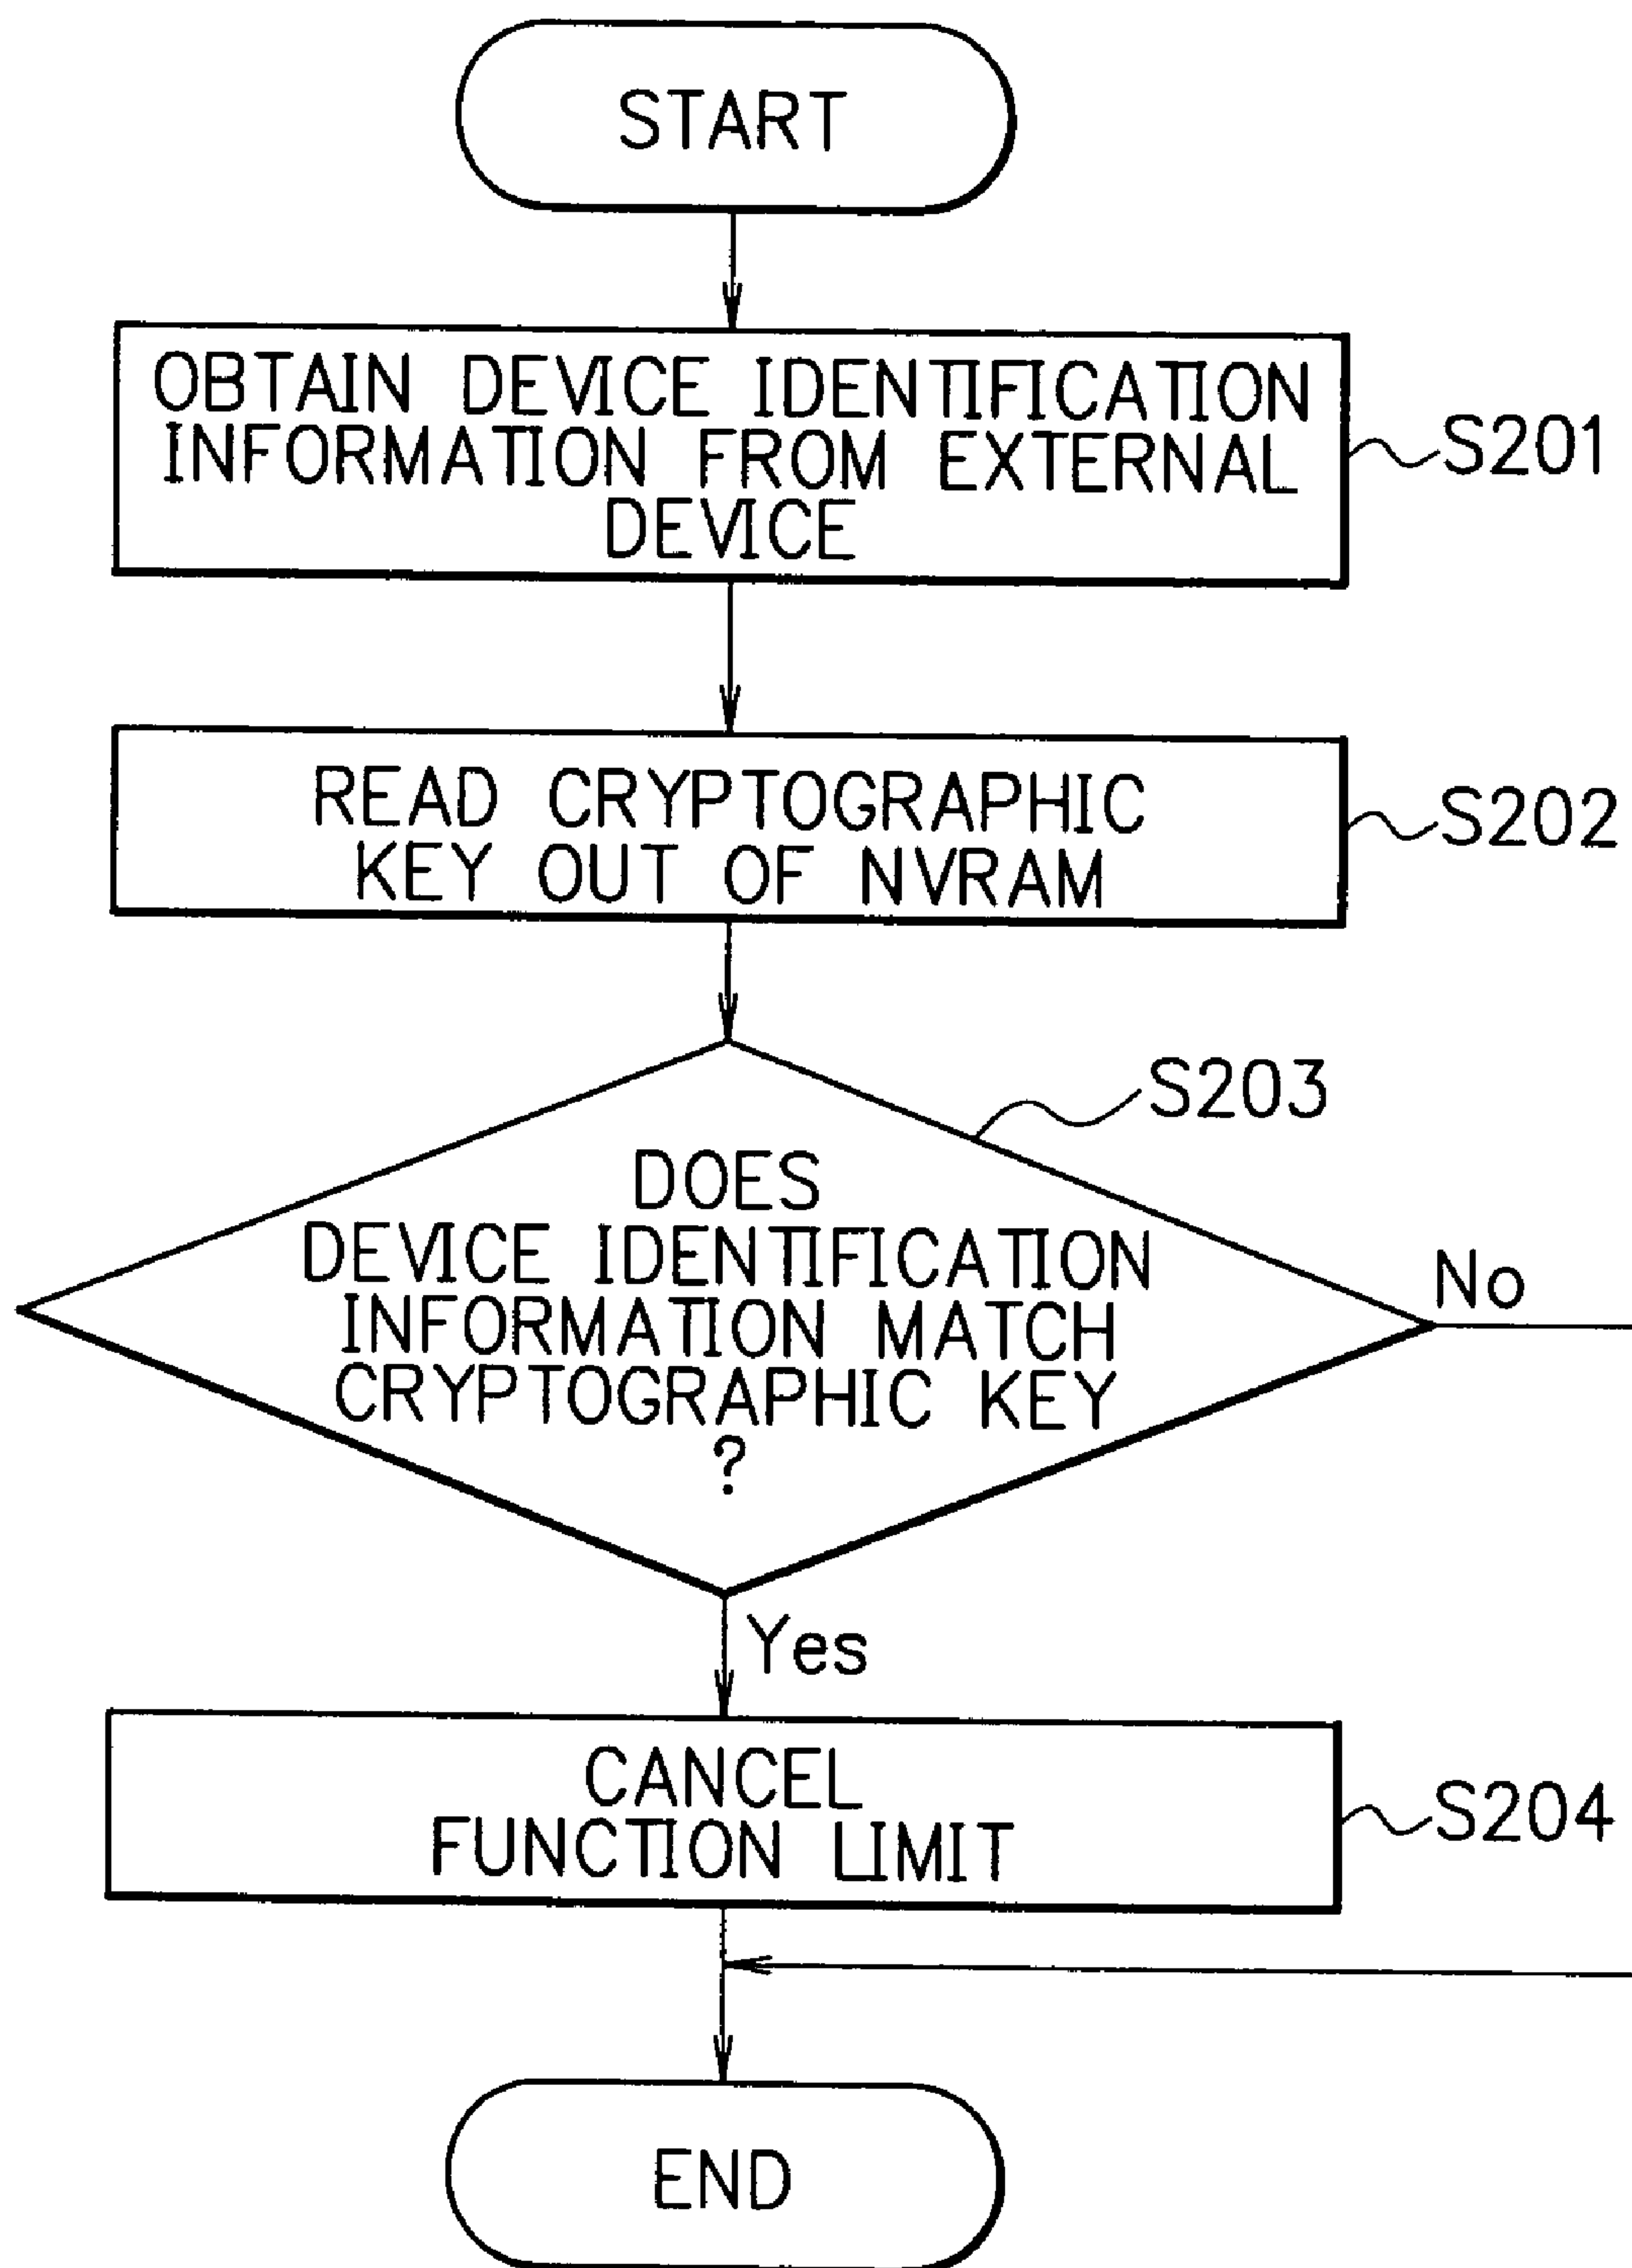 START
OBTAIN DEVICE IDENTIFICATION
INFORMATION FROM EXTERNAL
DEVICE
S201
READ CRYPTOGRAPHIC
KEY OUT OF NVRAM
S202
S203
DOES
DEVICE IDENTIFICATION
INFORMATION MATCH
CRYPTOGRAPHIC KEY
?
No
Yes
CANCEL
FUNCTION LIMIT
S204
END